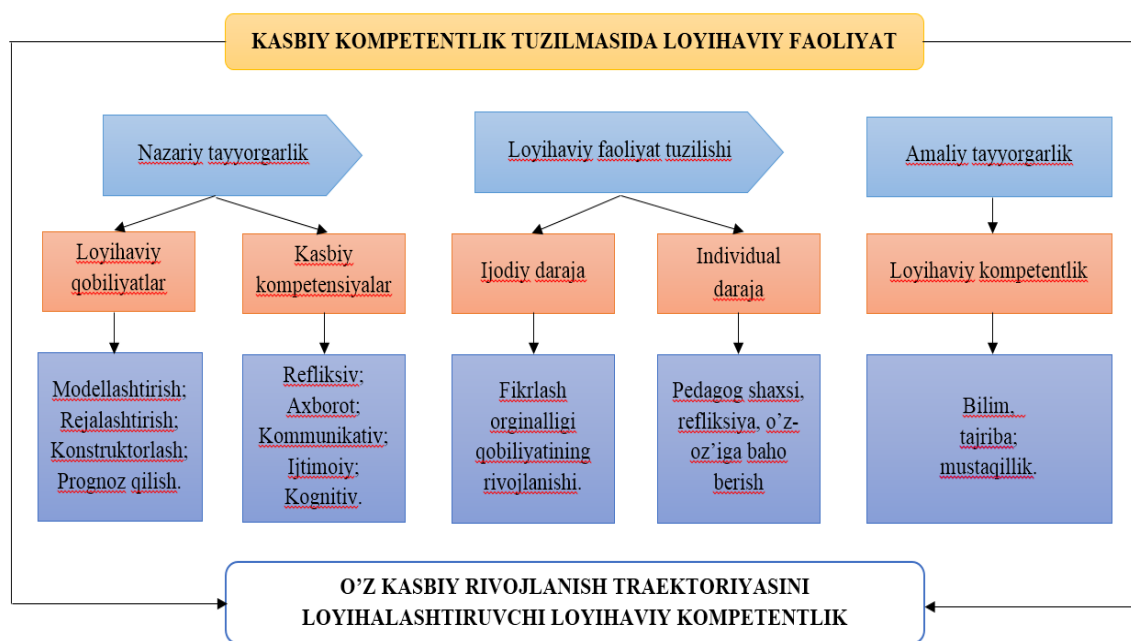 KASBIY KOMPETENTLIK TUZILMASIDA LOYIHAVIY FAOLIYAT
Nazariy tayyorgarlik
Loyihaviy faoliyat tuzilishi
Amaliy tayyorgarlik
Loyihaviy
qobiliyatlar
Kasbiy
kompetensiyalar
Ijodiy daraja
Individual
daraja
Loyihaviy kompetentlik
Modellashtirish;
Rejalashtirish;
Konstruktorlash;
Prognoz qilish.
Refliksiv;
Axborot;
Kommunikativ;
Ijtimoiy;
Kognitiv.
Fikrlash
orginalligi
qobiliyatining
rivojlanishi.
Pedagog shaxsi,
refliksiya, o’z-
oz’iga baho
berish
Bilim,
tajriba;
mustaqillik.
O’Z KASBIY RIVOJLANISH TRAEKTORIYASINI
LOYIHALASHTIRUVCHI LOYIHAVIY KOMPETENTLIK